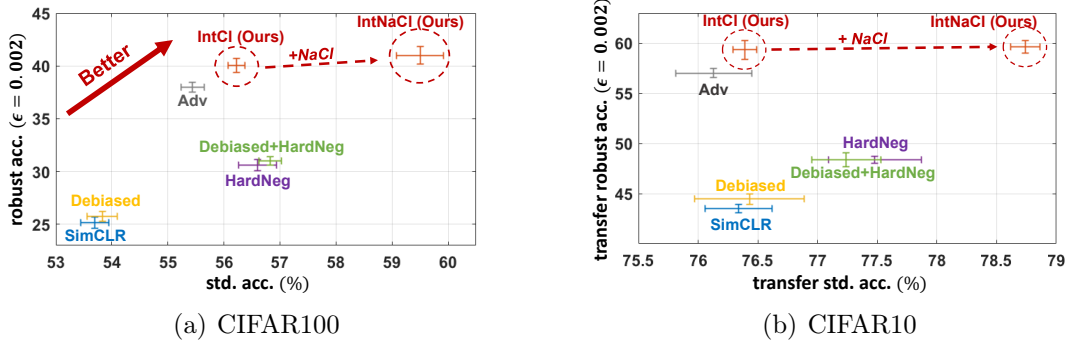 robust acc. (ϵ = 0. 002)
45
40
35
30
25
Better
IntCl (Ours)
+NaCl
IntNaCl (Ours)
Adv
Debiased+HardNeg
HardNeg
Debiased
SimCLR
53 54 55 56 57 58 59 60
std. acc. (%)
(a) CIFAR100
transfer robust acc. (ϵ = 0. 002)
60
55
50
45
IntCl (Ours)
+ NaCl
IntNaCl (Ours)
Adv
HardNeg
Debiased+HardNeg
Debiased
SimCLR
75.5 76 76.5 77 77.5 78 78.5 79
transfer std. acc. (%)
(b) CIFAR10